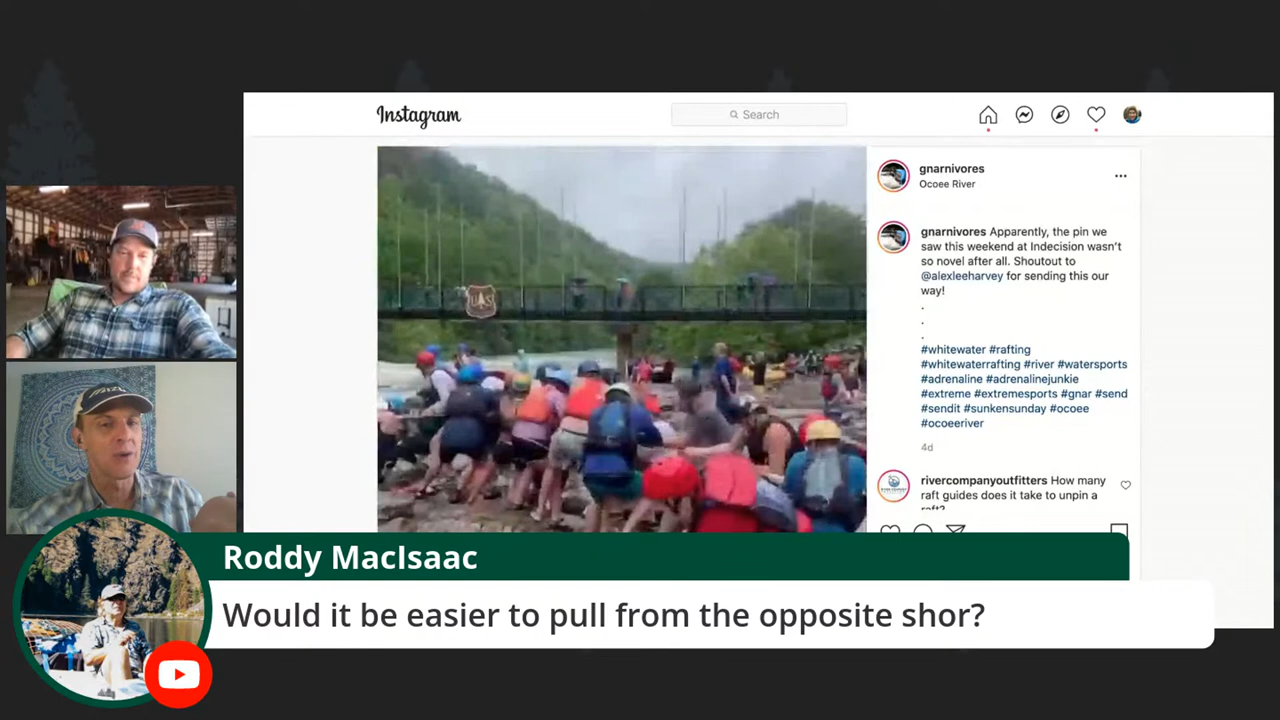 Instagram
Search
gnarnivores
Ocoee River
gnarnivores Apparently, the pin we
saw this weekend at Indecision wasn't
so novel after all. Shoutout to
@alexleeharvey for sending this our
way!
.
.
#whitewater #rafting
#whitewaterrafting #river #watersports
#adrenaline #adrenalinejunkie
#extreme #extremesports #gnar #send
#sendit #sunkensunday #ocoee
#ocoeeriver
4d
rivercompanyoutfitters How many
raft guides does it take to unpin a
raft?
UAS
Roddy MacIsaac
Would it be easier to pull from the opposite shor?